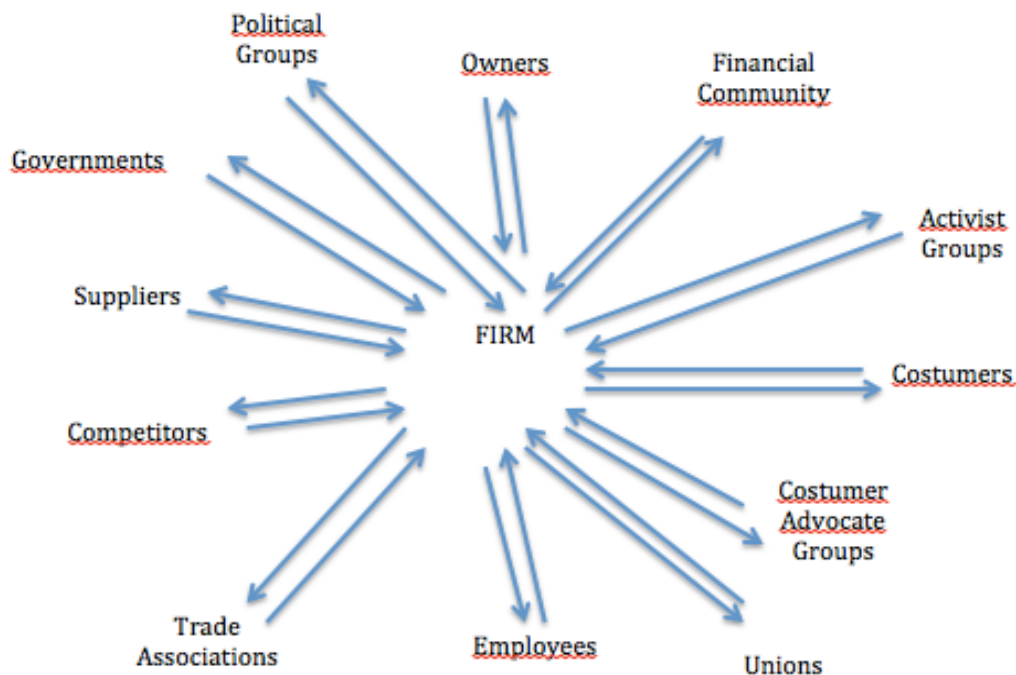 Political
Groups
Owners
Financial
Community
Governments
Activist
Groups
Suppliers
FIRM
Costumers
Competitors
Costumer
Advocate
Groups
Trade
Associations
Employees
Unions